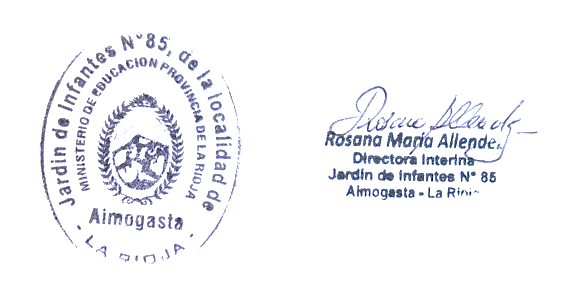 Jardín de Infantes N°85, de la localidad de
MINISTERIO DE EDUCACION PROVINCIA DE LA RIOJA
Aimogasta
- LA RIOJA -
Rosana María Allende
Directora Interina
Jardín de Infantes N° 85
Aimogasta - La Rioja